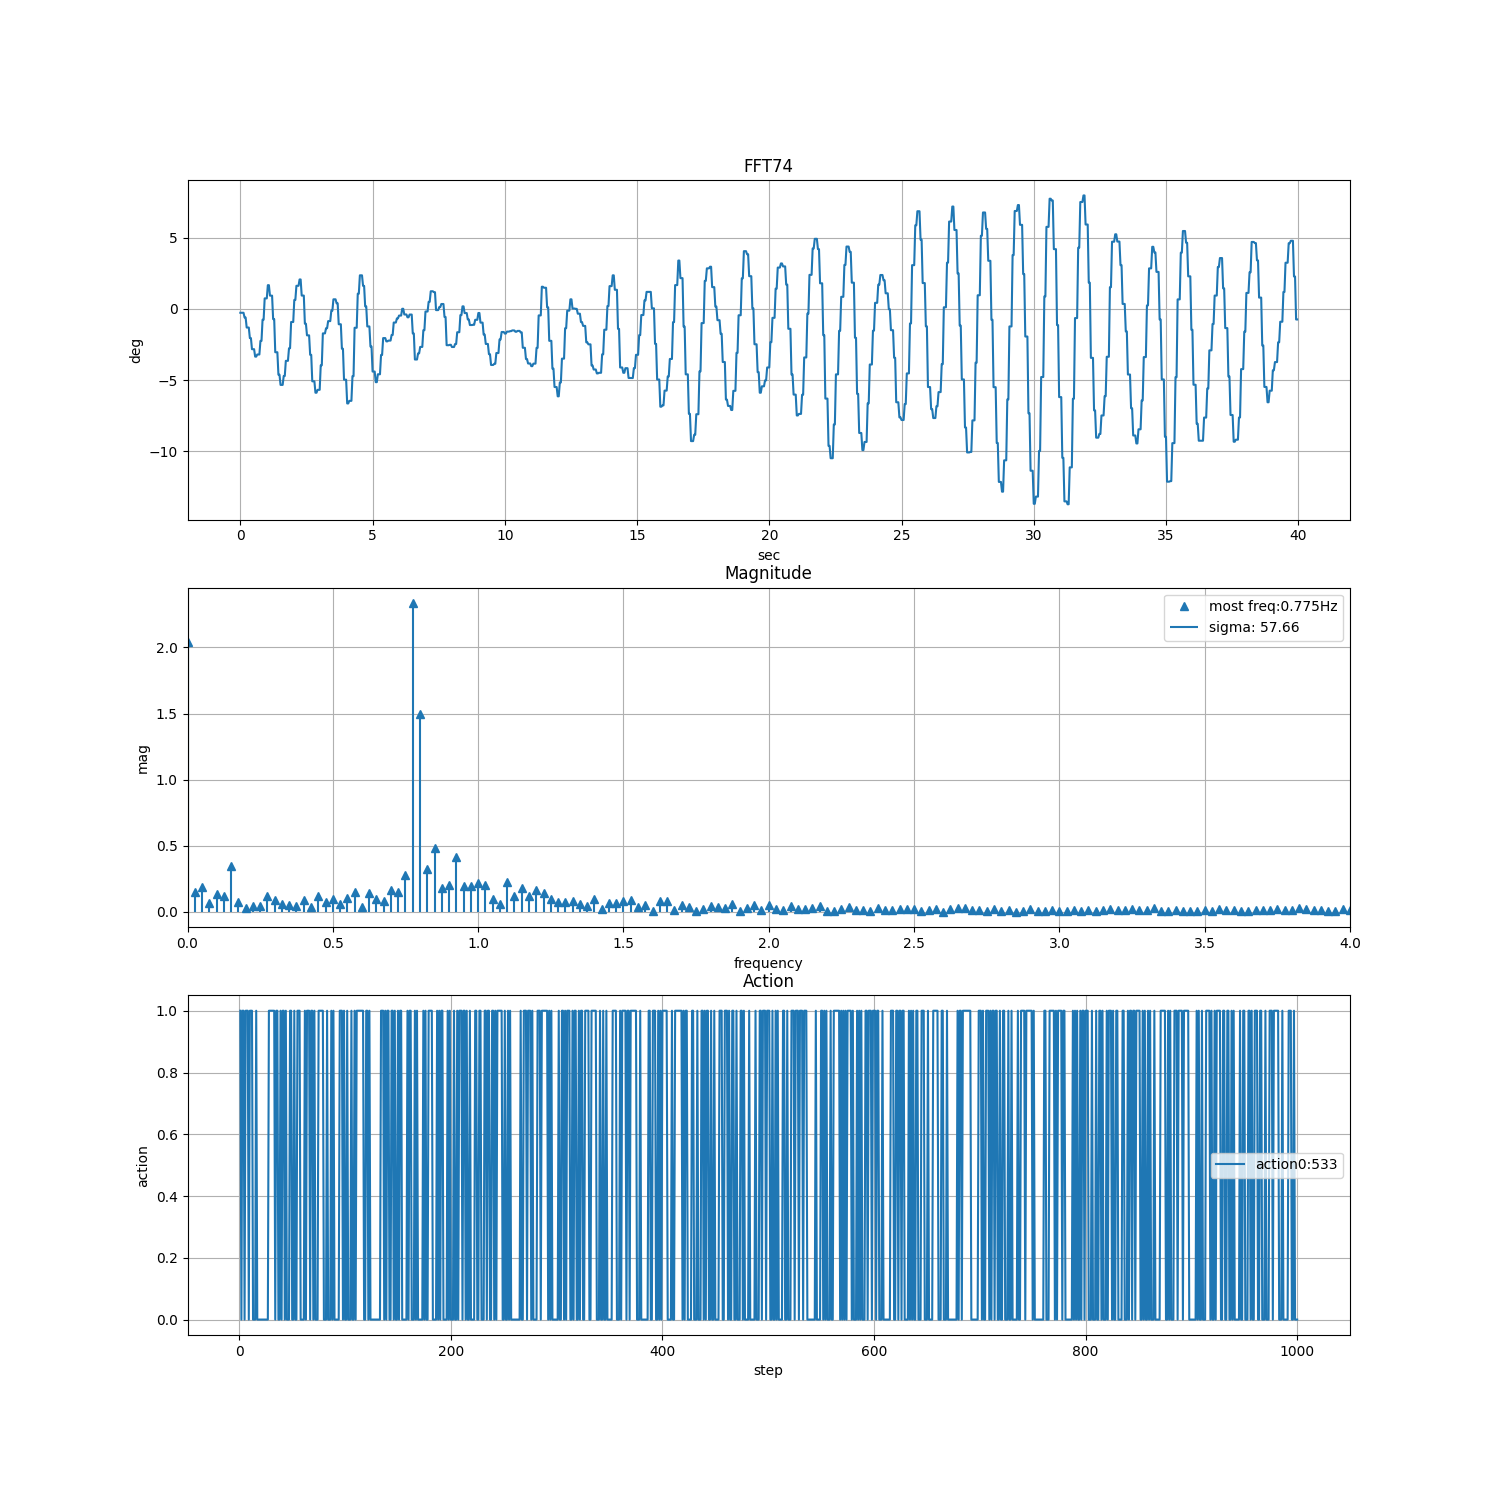 FFT74
5
0
−5
−10
deg
0 5 10 15 20 25 30 35 40
sec
Magnitude
most freq:0.775Hz
sigma: 57.66
2.0
1.5
1.0
0.5
0.0
mag
0.0 0.5 1.0 1.5 2.0 2.5 3.0 3.5 4.0
frequency
Action
1.0
0.8
0.6
0.4
0.2
0.0
action
action0:533
0 200 400 600 800 1000
step